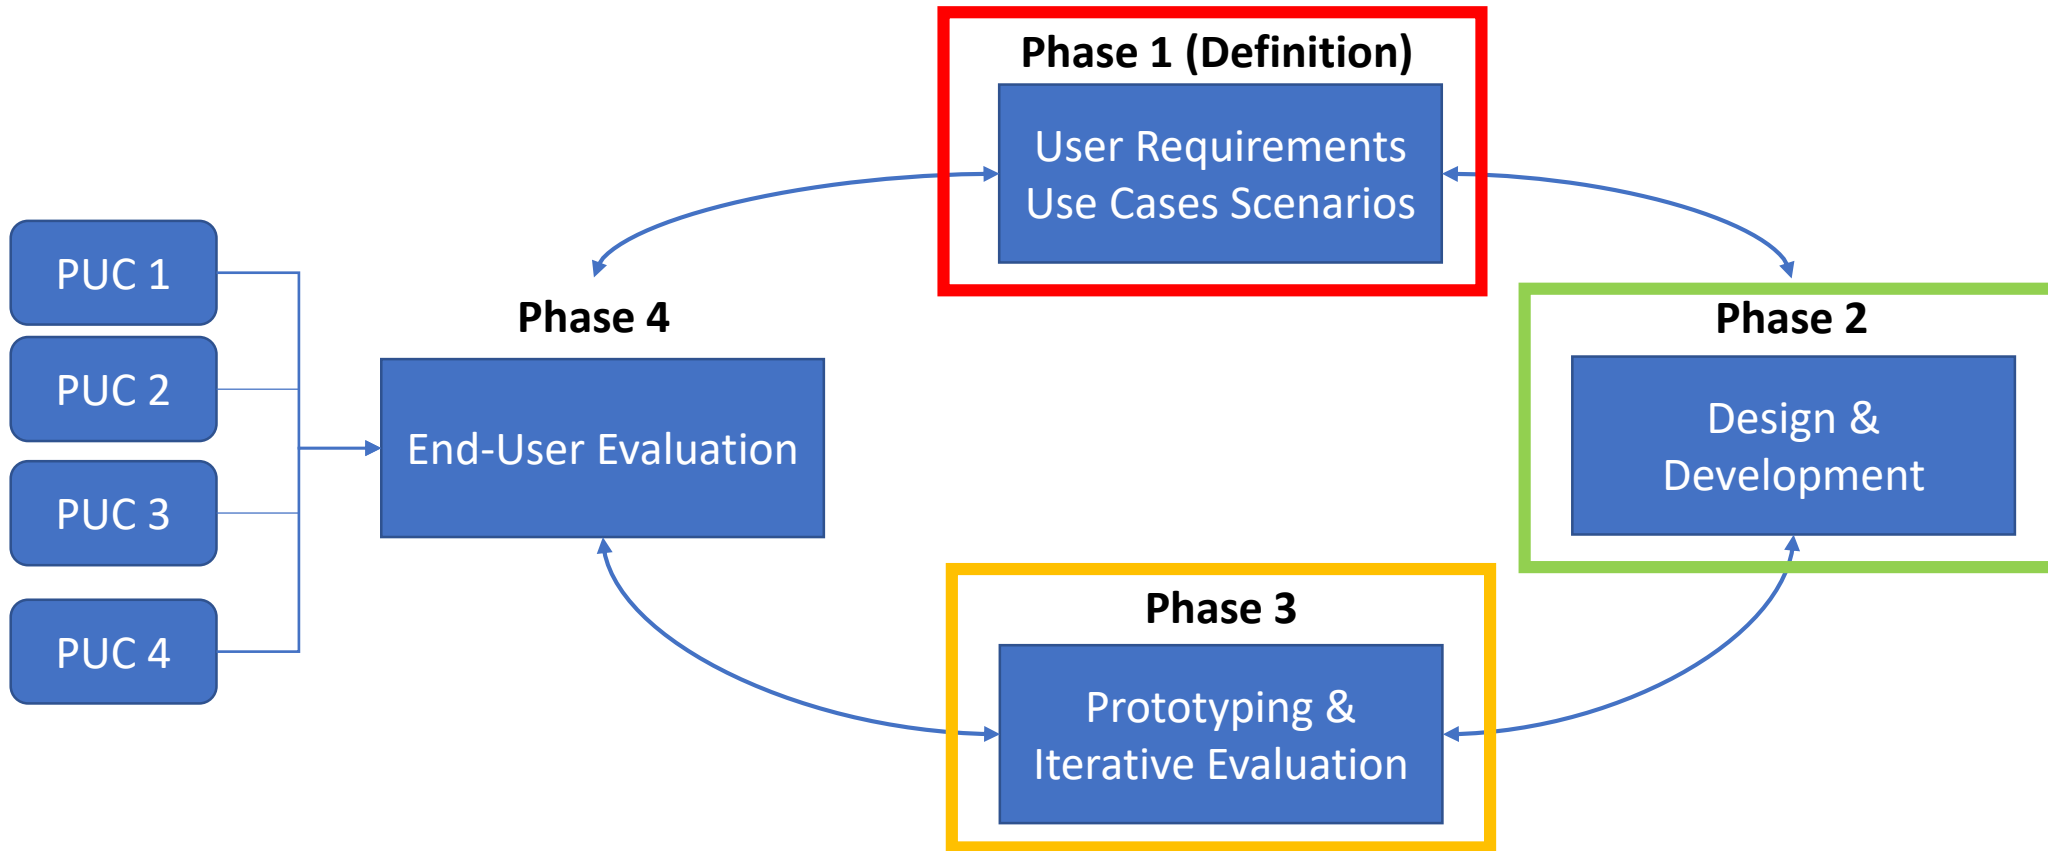 Phase 1 (Definition)
User Requirements
Use Cases Scenarios
PUC 1
PUC 2
PUC 3
PUC 4
Phase 4
End-User Evaluation
Phase 2
Design &
Development
Phase 3
Prototyping &
Iterative Evaluation